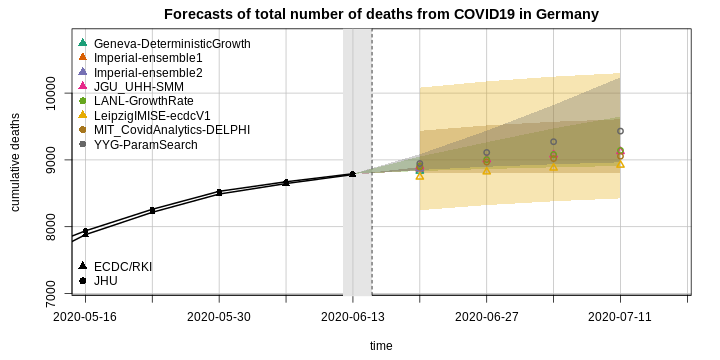 Forecasts of total number of deaths from COVID19 in Germany
Geneva-DeterministicGrowth
Imperial-ensemble1
Imperial-ensemble2
JGU_UHH-SMM
LANL-GrowthRate
LeipzigIMISE-ecdcV1
MIT_CovidAnalytics-DELPHI
YYG-ParamSearch
ECDC/RKI
JHU
cumulative deaths
10000
9000
8000
7000
2020-05-16 2020-05-30 2020-06-13 2020-06-27 2020-07-11
time